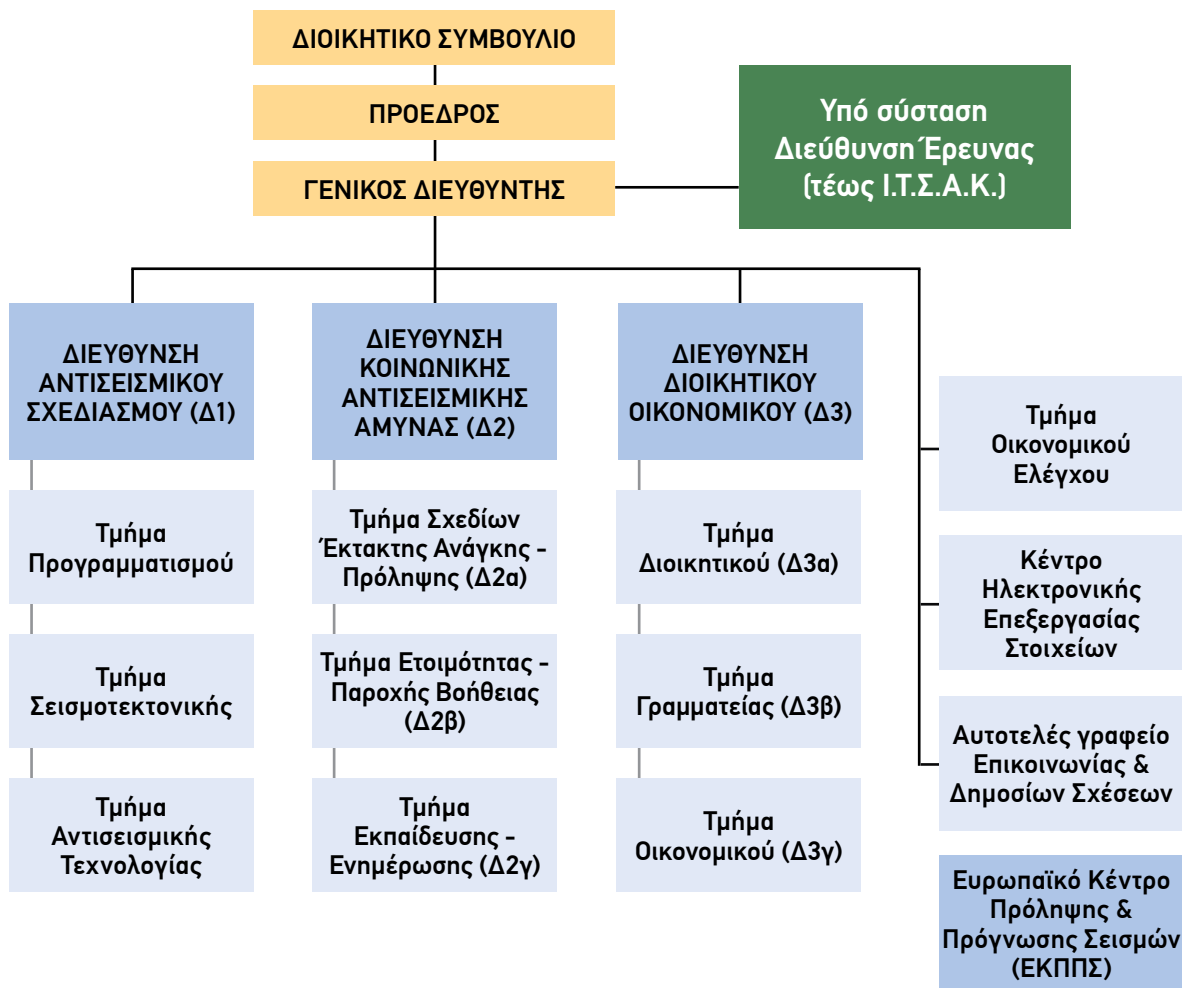 ΔΙΟΙΚΗΤΙΚΟ ΣΥΜΒΟΥΛΙΟ
ΠΡΟΕΔΡΟΣ
ΓΕΝΙΚΟΣ ΔΙΕΥΘΥΝΤΗΣ
Υπό σύσταση
Διεύθυνση Έρευνας
(τέως Ι.Τ.Σ.Α.Κ.)
ΔΙΕΥΘΥΝΣΗ
ΑΝΤΙΣΕΙΣΜΙΚΟΥ
ΣΧΕΔΙΑΣΜΟΥ (Δ1)
Τμήμα
Προγραμματισμού
Τμήμα
Σεισμοτεκτονικής
Τμήμα
Αντισεισμικής
Τεχνολογίας
ΔΙΕΥΘΥΝΣΗ
ΚΟΙΝΩΝΙΚΗΣ
ΑΝΤΙΣΕΙΣΜΙΚΗΣ
ΑΜΥΝΑΣ (Δ2)
Τμήμα Σχεδίων
Έκτακτης Ανάγκης -
Πρόληψης (Δ2α)
Τμήμα Ετοιμότητας -
Παροχής Βοήθειας
(Δ2β)
Τμήμα
Εκπαίδευσης -
Ενημέρωσης (Δ2γ)
ΔΙΕΥΘΥΝΣΗ
ΔΙΟΙΚΗΤΙΚΟΥ
ΟΙΚΟΝΟΜΙΚΟΥ (Δ3)
Τμήμα
Διοικητικού (Δ3α)
Τμήμα
Γραμματείας (Δ3β)
Τμήμα
Οικονομικού (Δ3γ)
Τμήμα
Οικονομικού
Ελέγχου
Κέντρο
Ηλεκτρονικής
Επεξεργασίας
Στοιχείων
Αυτοτελές γραφείο
Επικοινωνίας &
Δημοσίων Σχέσεων
Ευρωπαϊκό Κέντρο
Πρόληψης &
Πρόγνωσης Σεισμών
(ΕΚΠΠΣ)